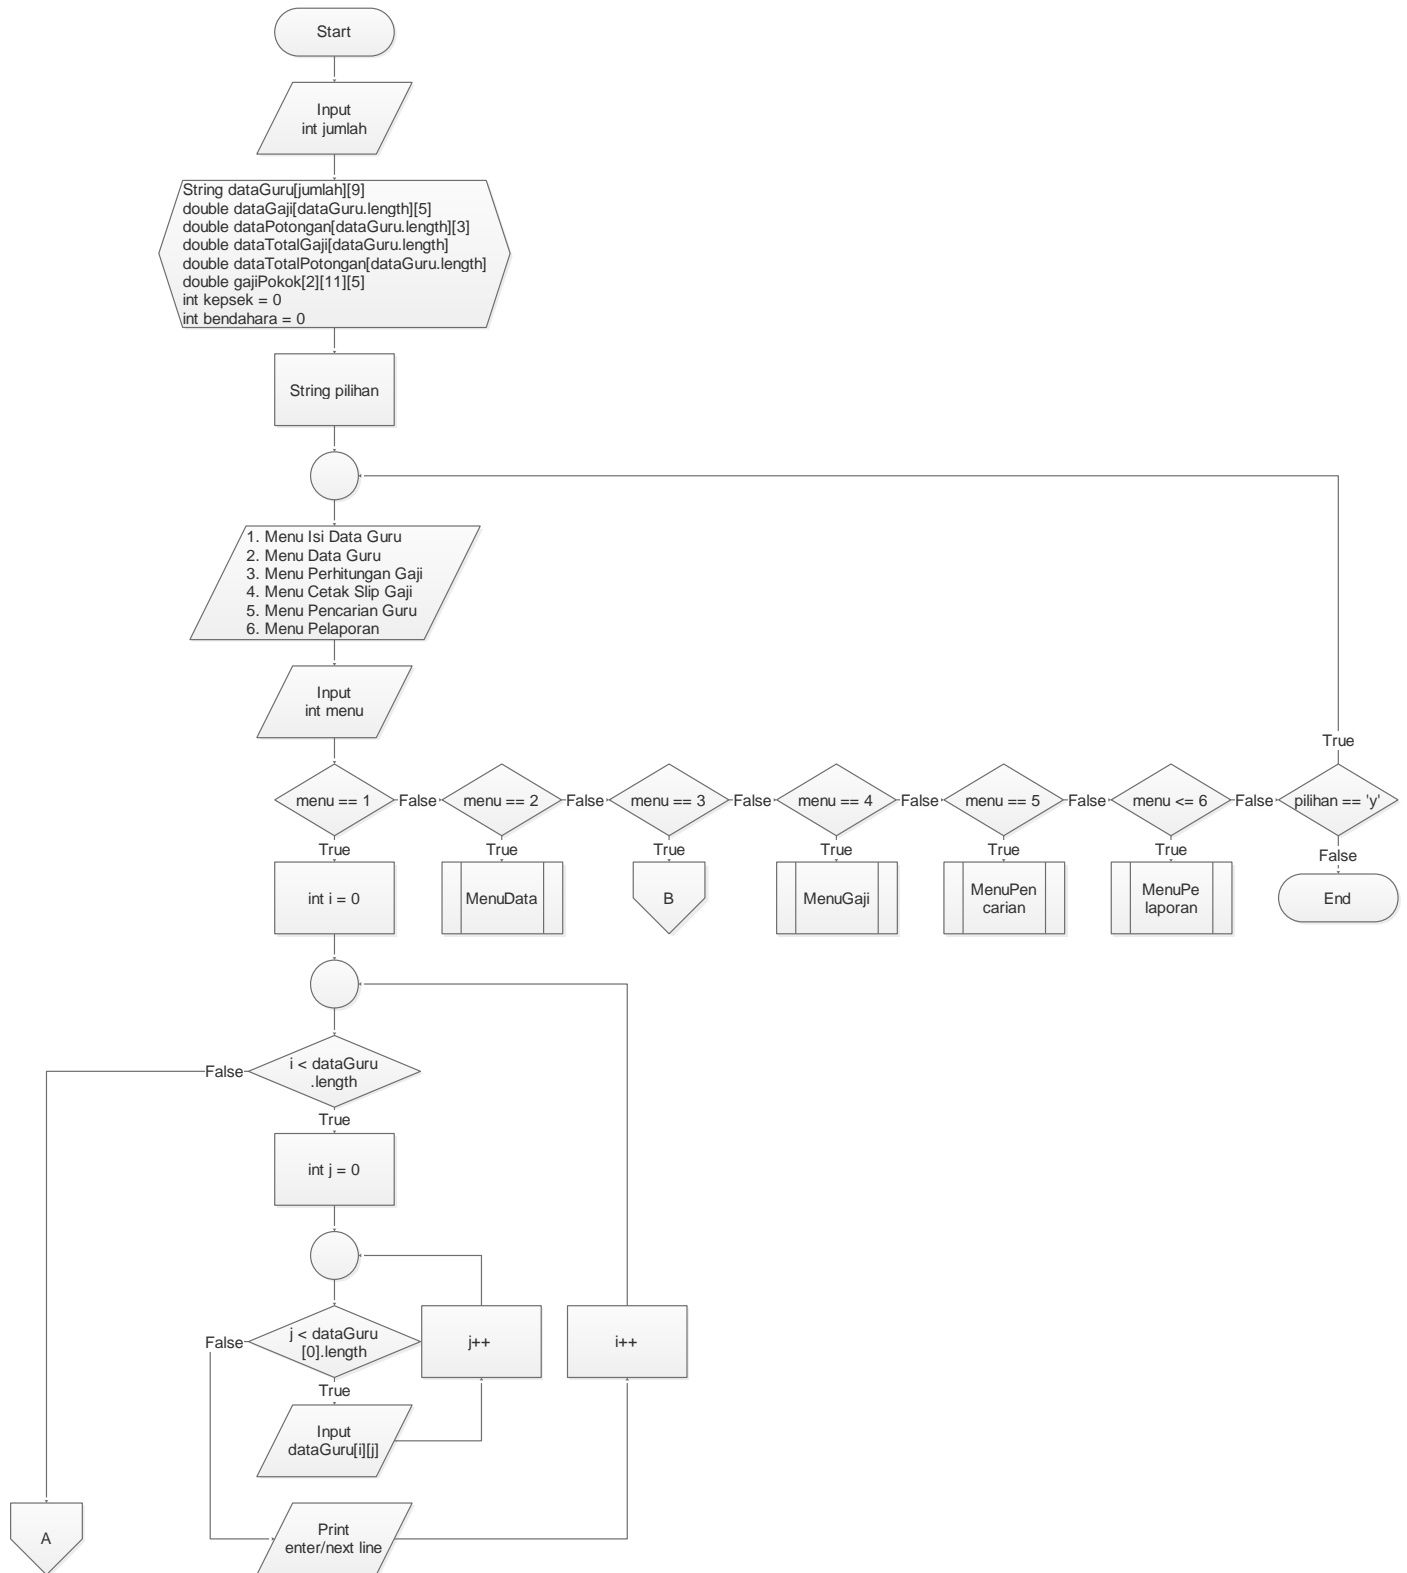 Start
Input
int jumlah
String dataGuru[jumlah][9]
double dataGaji[dataGuru.length][5]
double dataPotongan[dataGuru.length][3]
double dataTotalGaji[dataGuru.length]
double dataTotalPotongan[dataGuru.length]
double gajiPokok[2][11][5]
int kepsek = 0
int bendahara = 0
String pilihan
1. Menu Isi Data Guru
2. Menu Data Guru
3. Menu Perhitungan Gaji
4. Menu Cetak Slip Gaji
5. Menu Pencarian Guru
6. Menu Pelaporan
Input
int menu
True
menu == 1
False
menu == 2
False
menu == 3
False
menu == 4
False
menu == 5
False
menu <= 6
False
pilihan == 'y'
True
True
True
True
True
True
False
int i = 0
MenuData
B
MenuGaji
MenuPen
carian
MenuPe
laporan
End
False
i < dataGuru
.length
True
int j = 0
False
j < dataGuru
[0].length
j++
i++
True
Input
dataGuru[i][j]
A
Print
enter/next line